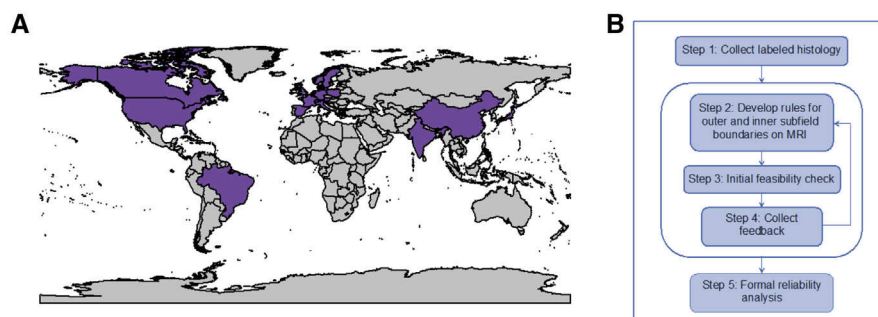 A
B
Step 1: Collect labeled histology
Step 2: Develop rules for
outer and inner subfield
boundaries on MRI
Step 3: Initial feasibility check
Step 4: Collect
feedback
Step 5: Formal reliability
analysis